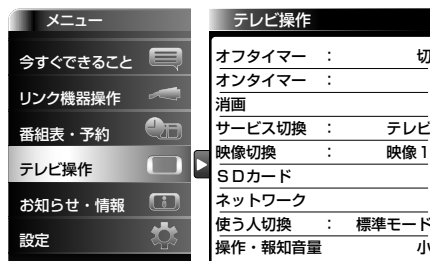 メニュー
今すぐできること
リンク機器操作
番組表・予約
テレビ操作
お知らせ・情報
設定
テレビ操作
オフタイマー : 切
オンタイマー :
消画
サービス切換 : テレビ
映像切換 : 映像1
SDカード
ネットワーク
使う人切換 : 標準モード
操作・報知音量 小